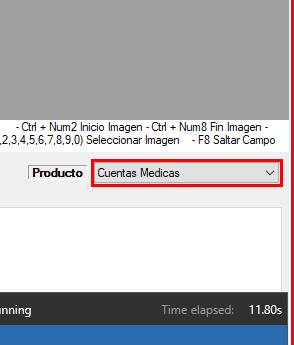 - Ctrl + Num2 Inicio Imagen - Ctrl + Num8 Fin Imagen -
,2,3,4,5,6,7,8,9,0) Seleccionar Imagen - F8 Saltar Campo
Producto Cuentas Medicas
Time elapsed: 11.80s